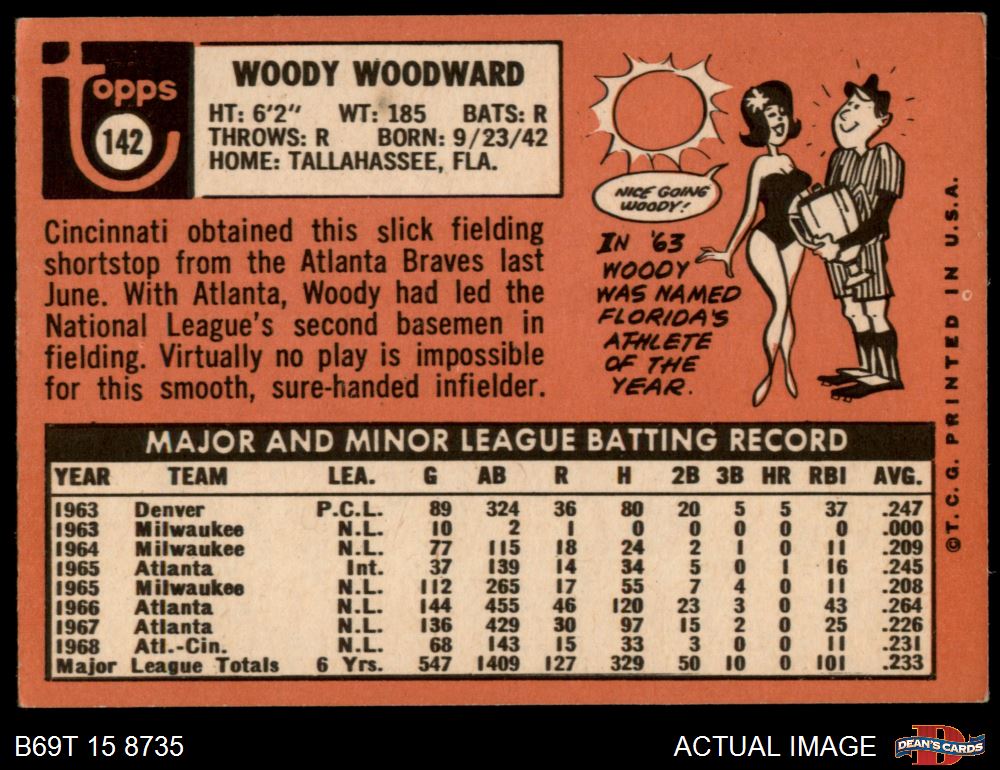 Topps
142
WOODY WOODWARD
HT: 6'2" WT: 185 BATS: R
THROWS: R BORN: 9/23/42
HOME: TALLAHASSEE, FLA.
Cincinnati obtained this slick fielding
shortstop from the Atlanta Braves last
June. With Atlanta, Woody had led the
National League's second basemen in
fielding. Virtually no play is impossible
for this smooth, sure-handed infielder.
NICE GOING
WOODY!
IN '63
WOODY
WAS NAMED
FLORIDA'S
ATHLETE
OF THE
YEAR.
©T.C.G. PRINTED IN U.S.A.
MAJOR AND MINOR LEAGUE BATTING RECORD
YEAR TEAM LEA. G AB R H 2B 3B HR RBI AVG.
1963 Denver P.C.L. 89 324 36 80 20 5 5 37 .247
1963 Milwaukee N.L. 10 2 1 0 0 0 0 0 .000
1964 Milwaukee N.L. 77 115 18 24 2 1 0 11 .209
1965 Atlanta Int. 37 139 14 34 5 0 1 16 .245
1965 Milwaukee N.L. 112 265 17 55 7 4 0 11 .208
1966 Atlanta N.L. 144 455 46 120 23 3 0 43 .264
1967 Atlanta N.L. 136 429 30 97 15 2 0 25 .226
1968 Atl.-Cin. N.L. 68 143 15 33 3 0 0 11 .231
Major League Totals 6 Yrs. 547 1409 127 329 50 10 0 101 .233
B69T 15 8735
ACTUAL IMAGE
D
DEAN'S CARDS